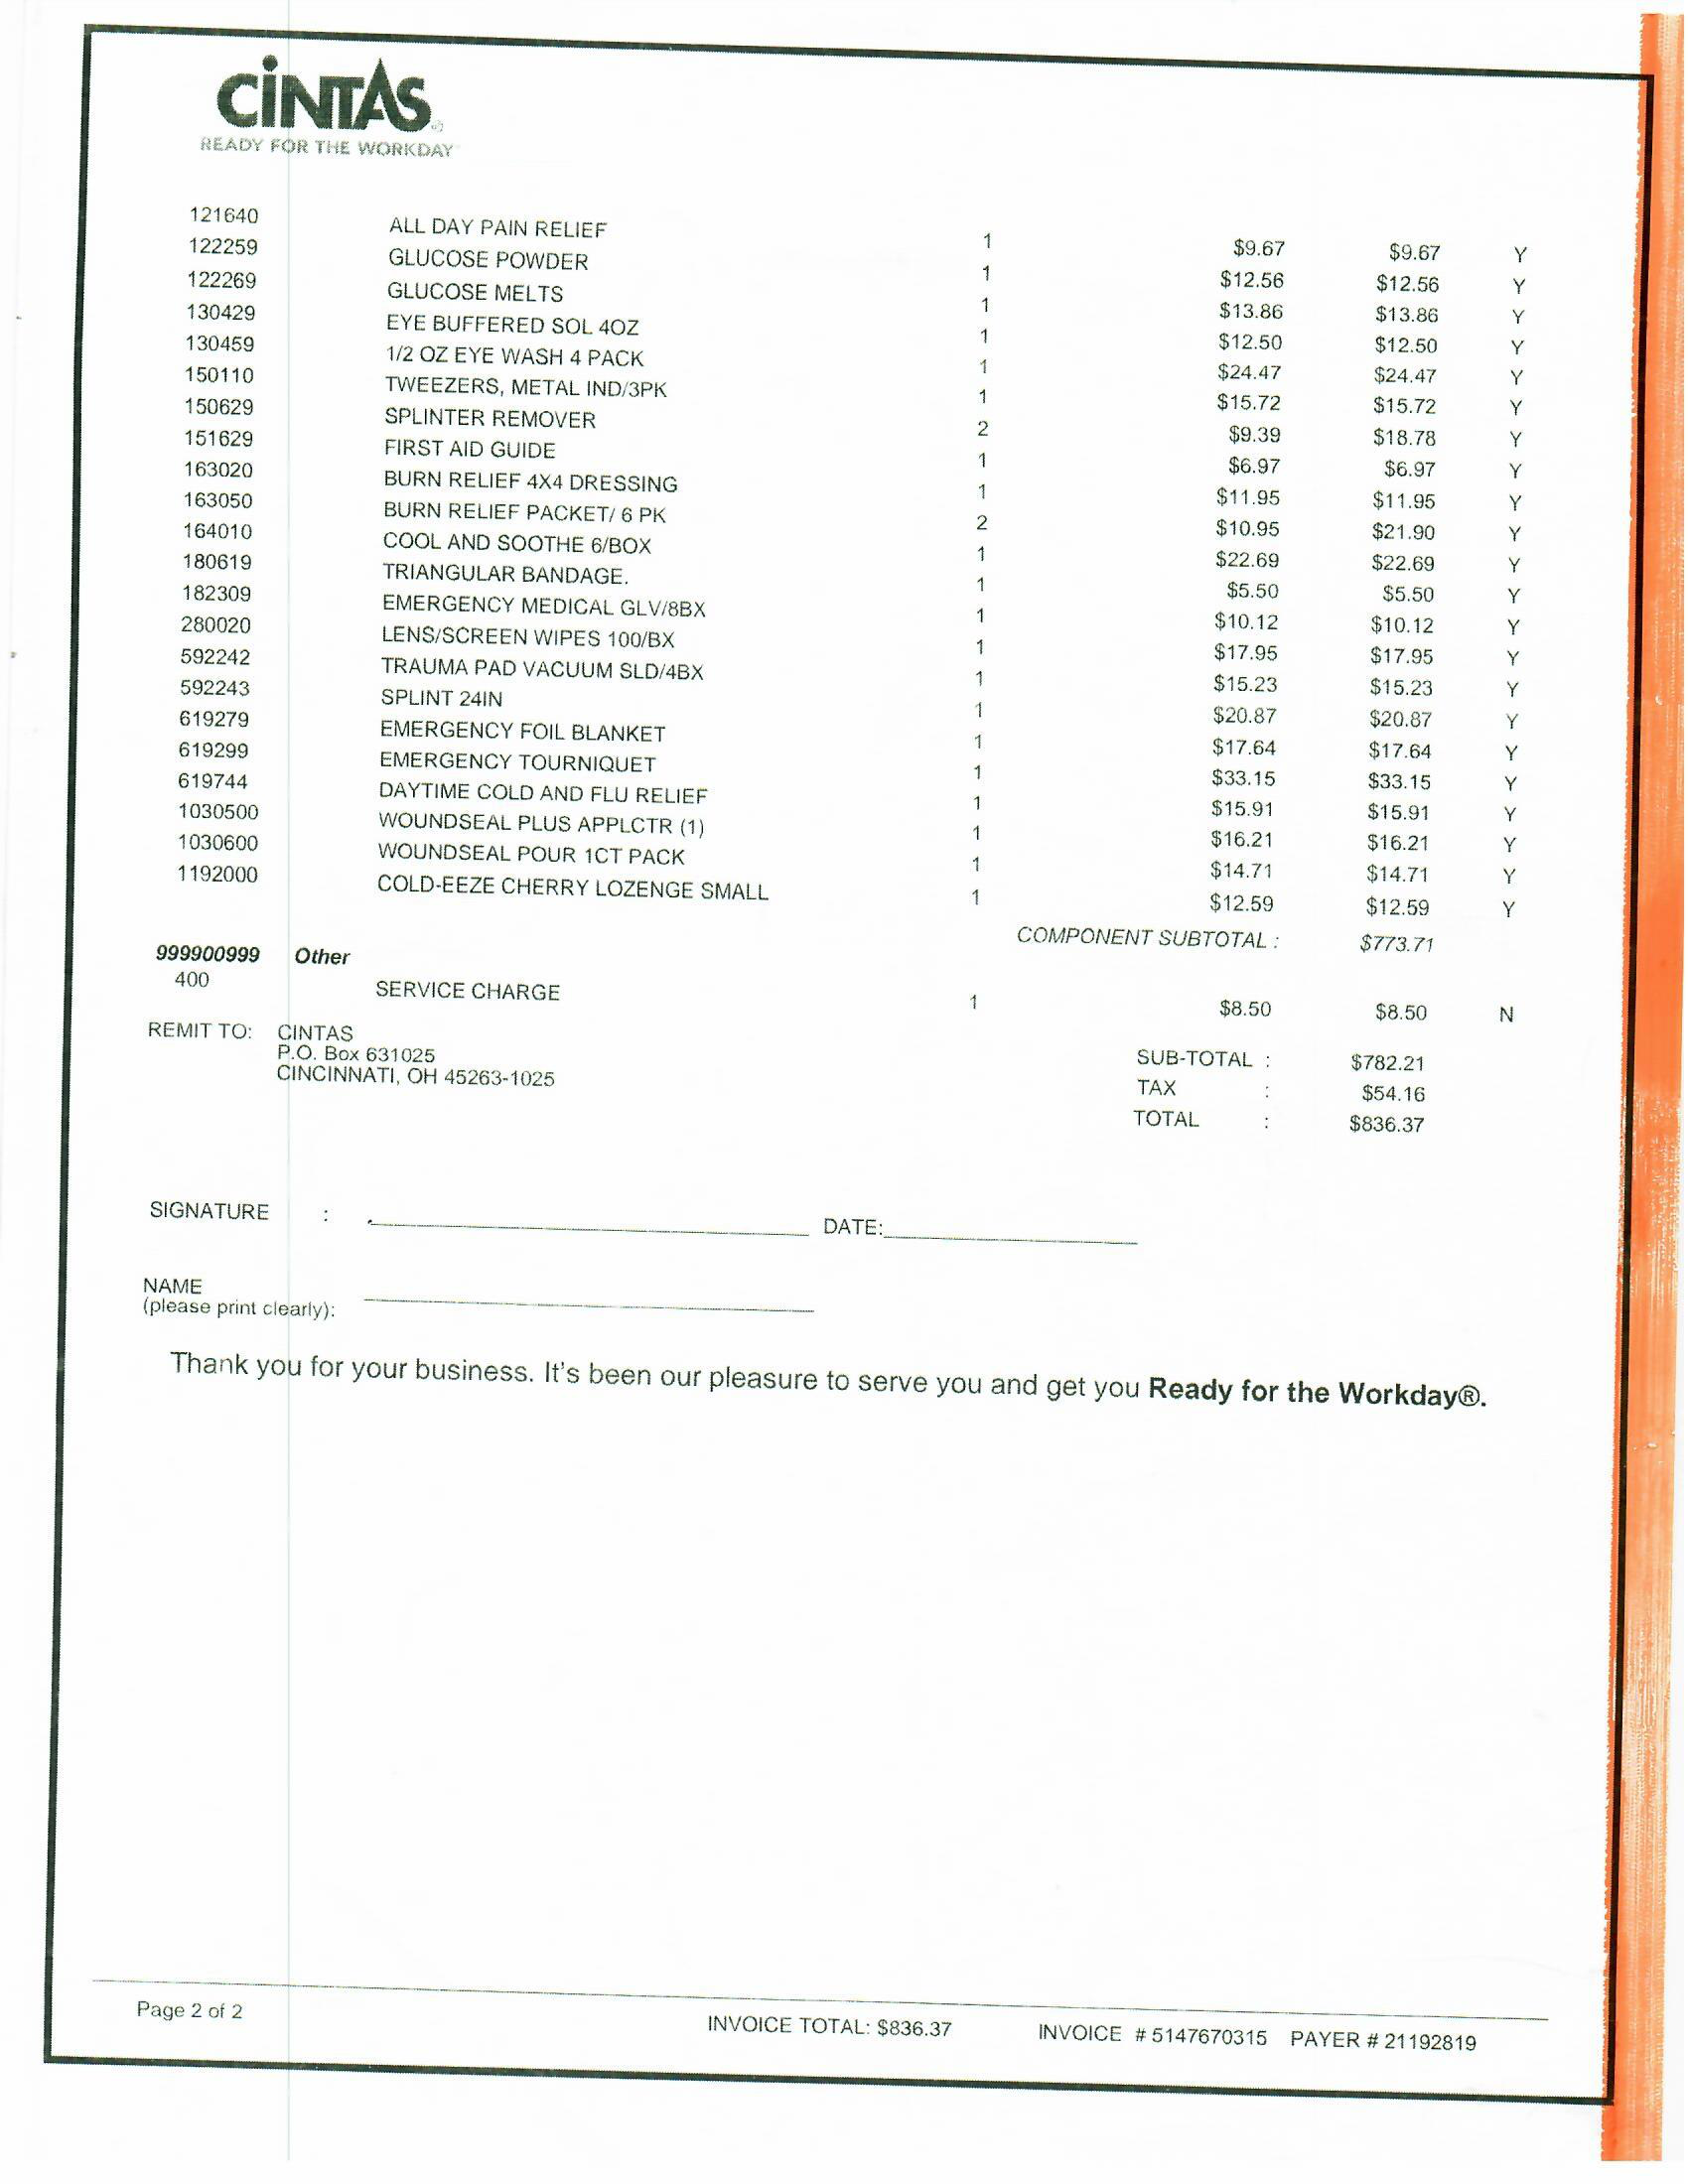 CINTAS®
READY FOR THE WORKDAY
121640 ALL DAY PAIN RELIEF 1 $9.67 $9.67 Y
122259 GLUCOSE POWDER 1 $12.56 $12.56 Y
122269 GLUCOSE MELTS 1 $13.86 $13.86 Y
130429 EYE BUFFERED SOL 4OZ 1 $12.50 $12.50 Y
130459 1/2 OZ EYE WASH 4 PACK 1 $24.47 $24.47 Y
150110 TWEEZERS, METAL IND/3PK 1 $15.72 $15.72 Y
150629 SPLINTER REMOVER 2 $9.39 $18.78 Y
151629 FIRST AID GUIDE 1 $6.97 $6.97 Y
163020 BURN RELIEF 4X4 DRESSING 1 $11.95 $11.95 Y
163050 BURN RELIEF PACKET/ 6 PK 2 $10.95 $21.90 Y
164010 COOL AND SOOTHE 6/BOX 1 $22.69 $22.69 Y
180619 TRIANGULAR BANDAGE. 1 $5.50 $5.50 Y
182309 EMERGENCY MEDICAL GLV/8BX 1 $10.12 $10.12 Y
280020 LENS/SCREEN WIPES 100/BX 1 $17.95 $17.95 Y
592242 TRAUMA PAD VACUUM SLD/4BX 1 $15.23 $15.23 Y
592243 SPLINT 24IN 1 $20.87 $20.87 Y
619279 EMERGENCY FOIL BLANKET 1 $17.64 $17.64 Y
619299 EMERGENCY TOURNIQUET 1 $33.15 $33.15 Y
619744 DAYTIME COLD AND FLU RELIEF 1 $15.91 $15.91 Y
1030500 WOUNDSEAL PLUS APPLCTR (1) 1 $16.21 $16.21 Y
1030600 WOUNDSEAL POUR 1CT PACK 1 $14.71 $14.71 Y
1192000 COLD-EEZE CHERRY LOZENGE SMALL 1 $12.59 $12.59 Y
COMPONENT SUBTOTAL : $773.71
999900999 Other
400 SERVICE CHARGE 1 $8.50 $8.50 N
REMIT TO: CINTAS
P.O. Box 631025
CINCINNATI, OH 45263-1025
SUB-TOTAL : $782.21
TAX : $54.16
TOTAL : $836.37
SIGNATURE : DATE:
NAME
(please print clearly):
Thank you for your business. It's been our pleasure to serve you and get you Ready for the Workday®.
Page 2 of 2 INVOICE TOTAL: $836.37 INVOICE # 5147670315 PAYER # 21192819